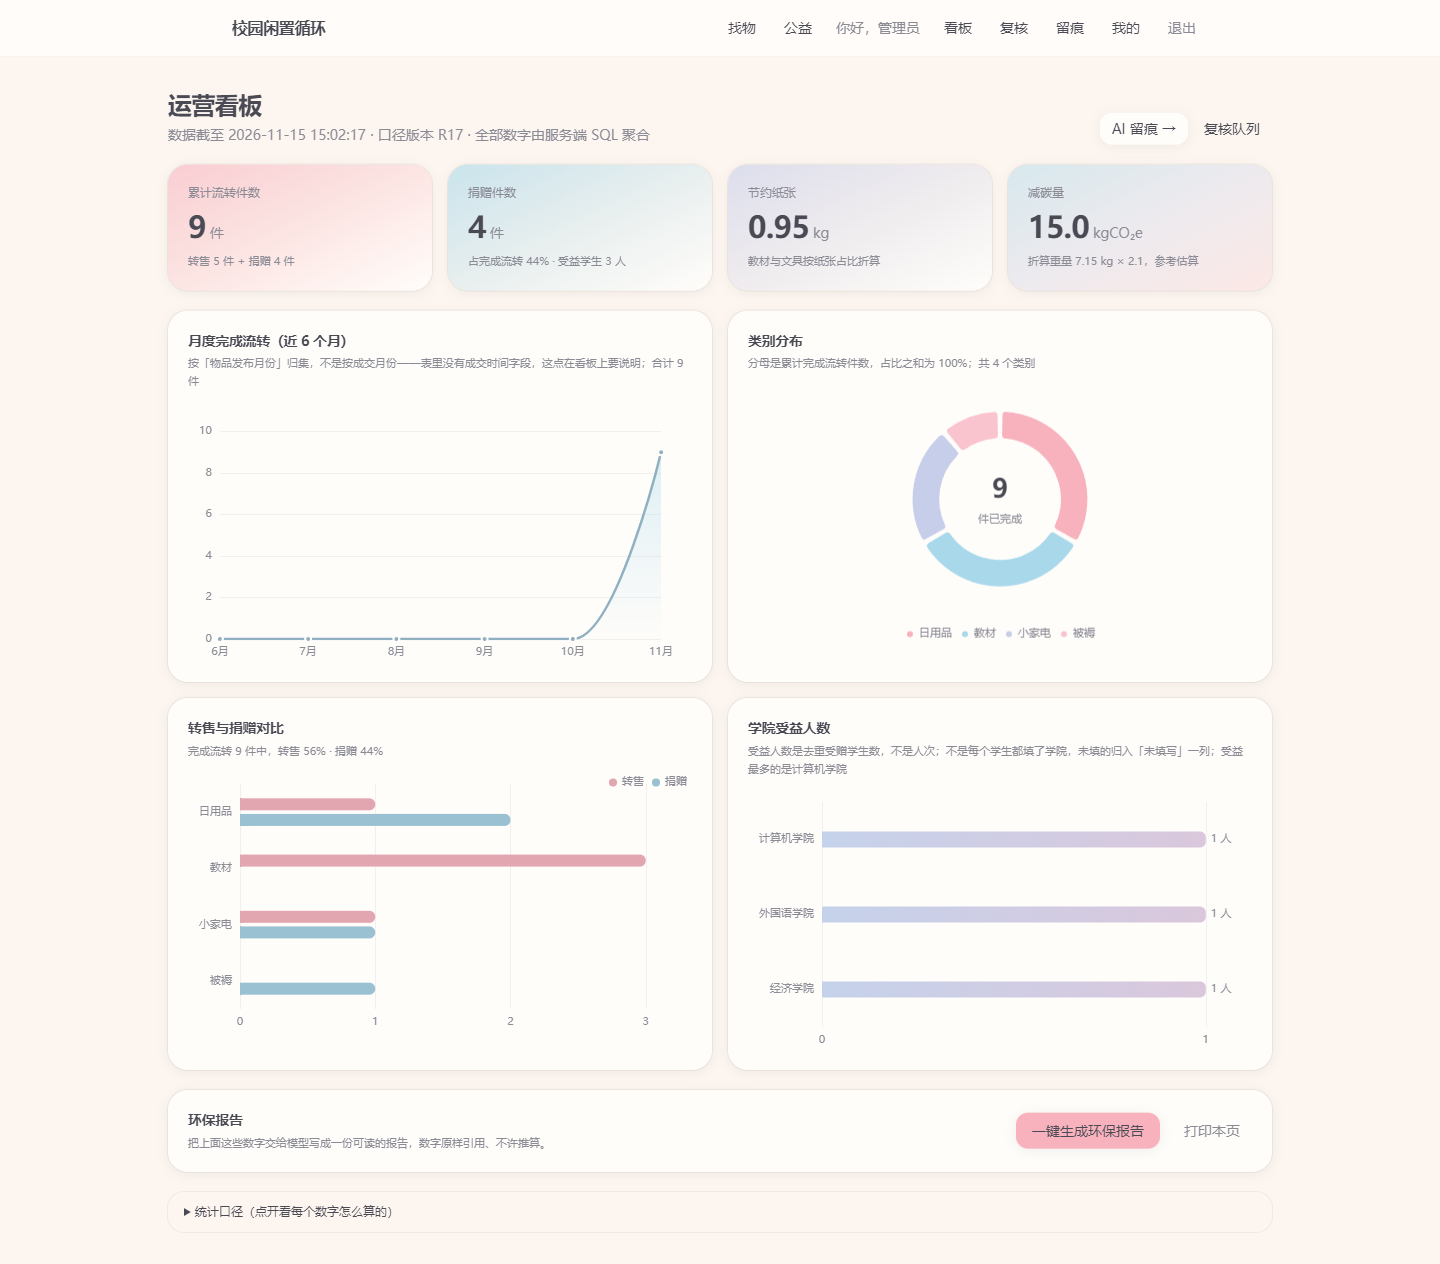 校园闲置循环
找物 公益 你好，管理员 看板 复核 留痕 我的 退出
运营看板
数据截至 2026-11-15 15:02:17 · 口径版本 R17 · 全部数字由服务端 SQL 聚合
AI 留痕 → 复核队列
累计流转件数
9 件
转售 5 件 + 捐赠 4 件
捐赠件数
4 件
占完成流转 44% · 受益学生 3 人
节约纸张
0.95 kg
教材与文具按纸张占比折算
减碳量
15.0 kgCO₂e
折算重量 7.15 kg × 2.1，参考估算
月度完成流转（近 6 个月）
按「物品发布月份」归集，不是按成交月份——表里没有成交时间字段，这点在看板上要说明；合计 9
件
10
8
6
4
2
0
6月 7月 8月 9月 10月 11月
类别分布
分母是累计完成流转件数，占比之和为 100%；共 4 个类别
9
件已完成
日用品 教材 小家电 被褥
转售与捐赠对比
完成流转 9 件中，转售 56% · 捐赠 44%
转售 捐赠
日用品
教材
小家电
被褥
0 1 2 3
学院受益人数
受益人数是去重受赠学生数，不是人次；不是每个学生都填了学院，未填的归入「未填写」一列；受益
最多的是计算机学院
计算机学院 1 人
外国语学院 1 人
经济学院 1 人
0 1
环保报告
把上面这些数字交给模型写成一份可读的报告，数字原样引用、不许推算。
一键生成环保报告 打印本页
▶ 统计口径（点开看每个数字怎么算的）